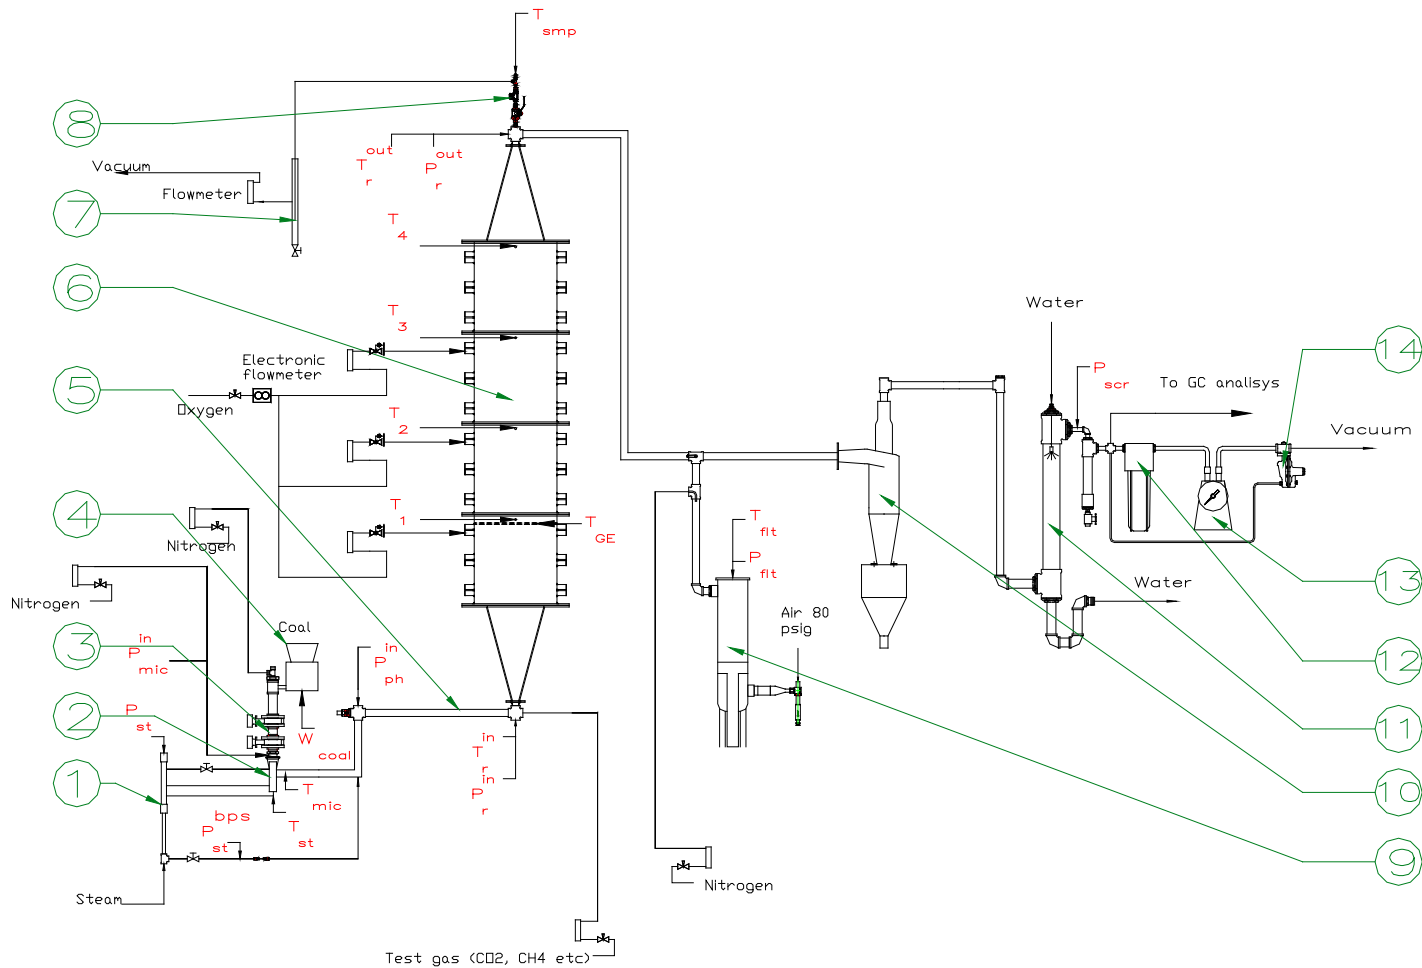 T
smp
8
Vacuum
Flowmeter
out
T
r
out
P
r
7
T
4
6
T
3
Electronic
flowmeter
Oxygen
5
T
2
T
1
T
GE
4
Nitrogen
Nitrogen
Coal
3
in
P
mic
in
P
ph
2
P
st
W
coal
in
T
r
in
P
r
1
T
mic
bps
P
st
T
st
Steam
Test gas (CO2, CH4 etc)
Nitrogen
T
flt
P
flt
Air 80
psig
Water
P
scr
To GC analisys
14
Vacuum
13
Water
12
11
10
9